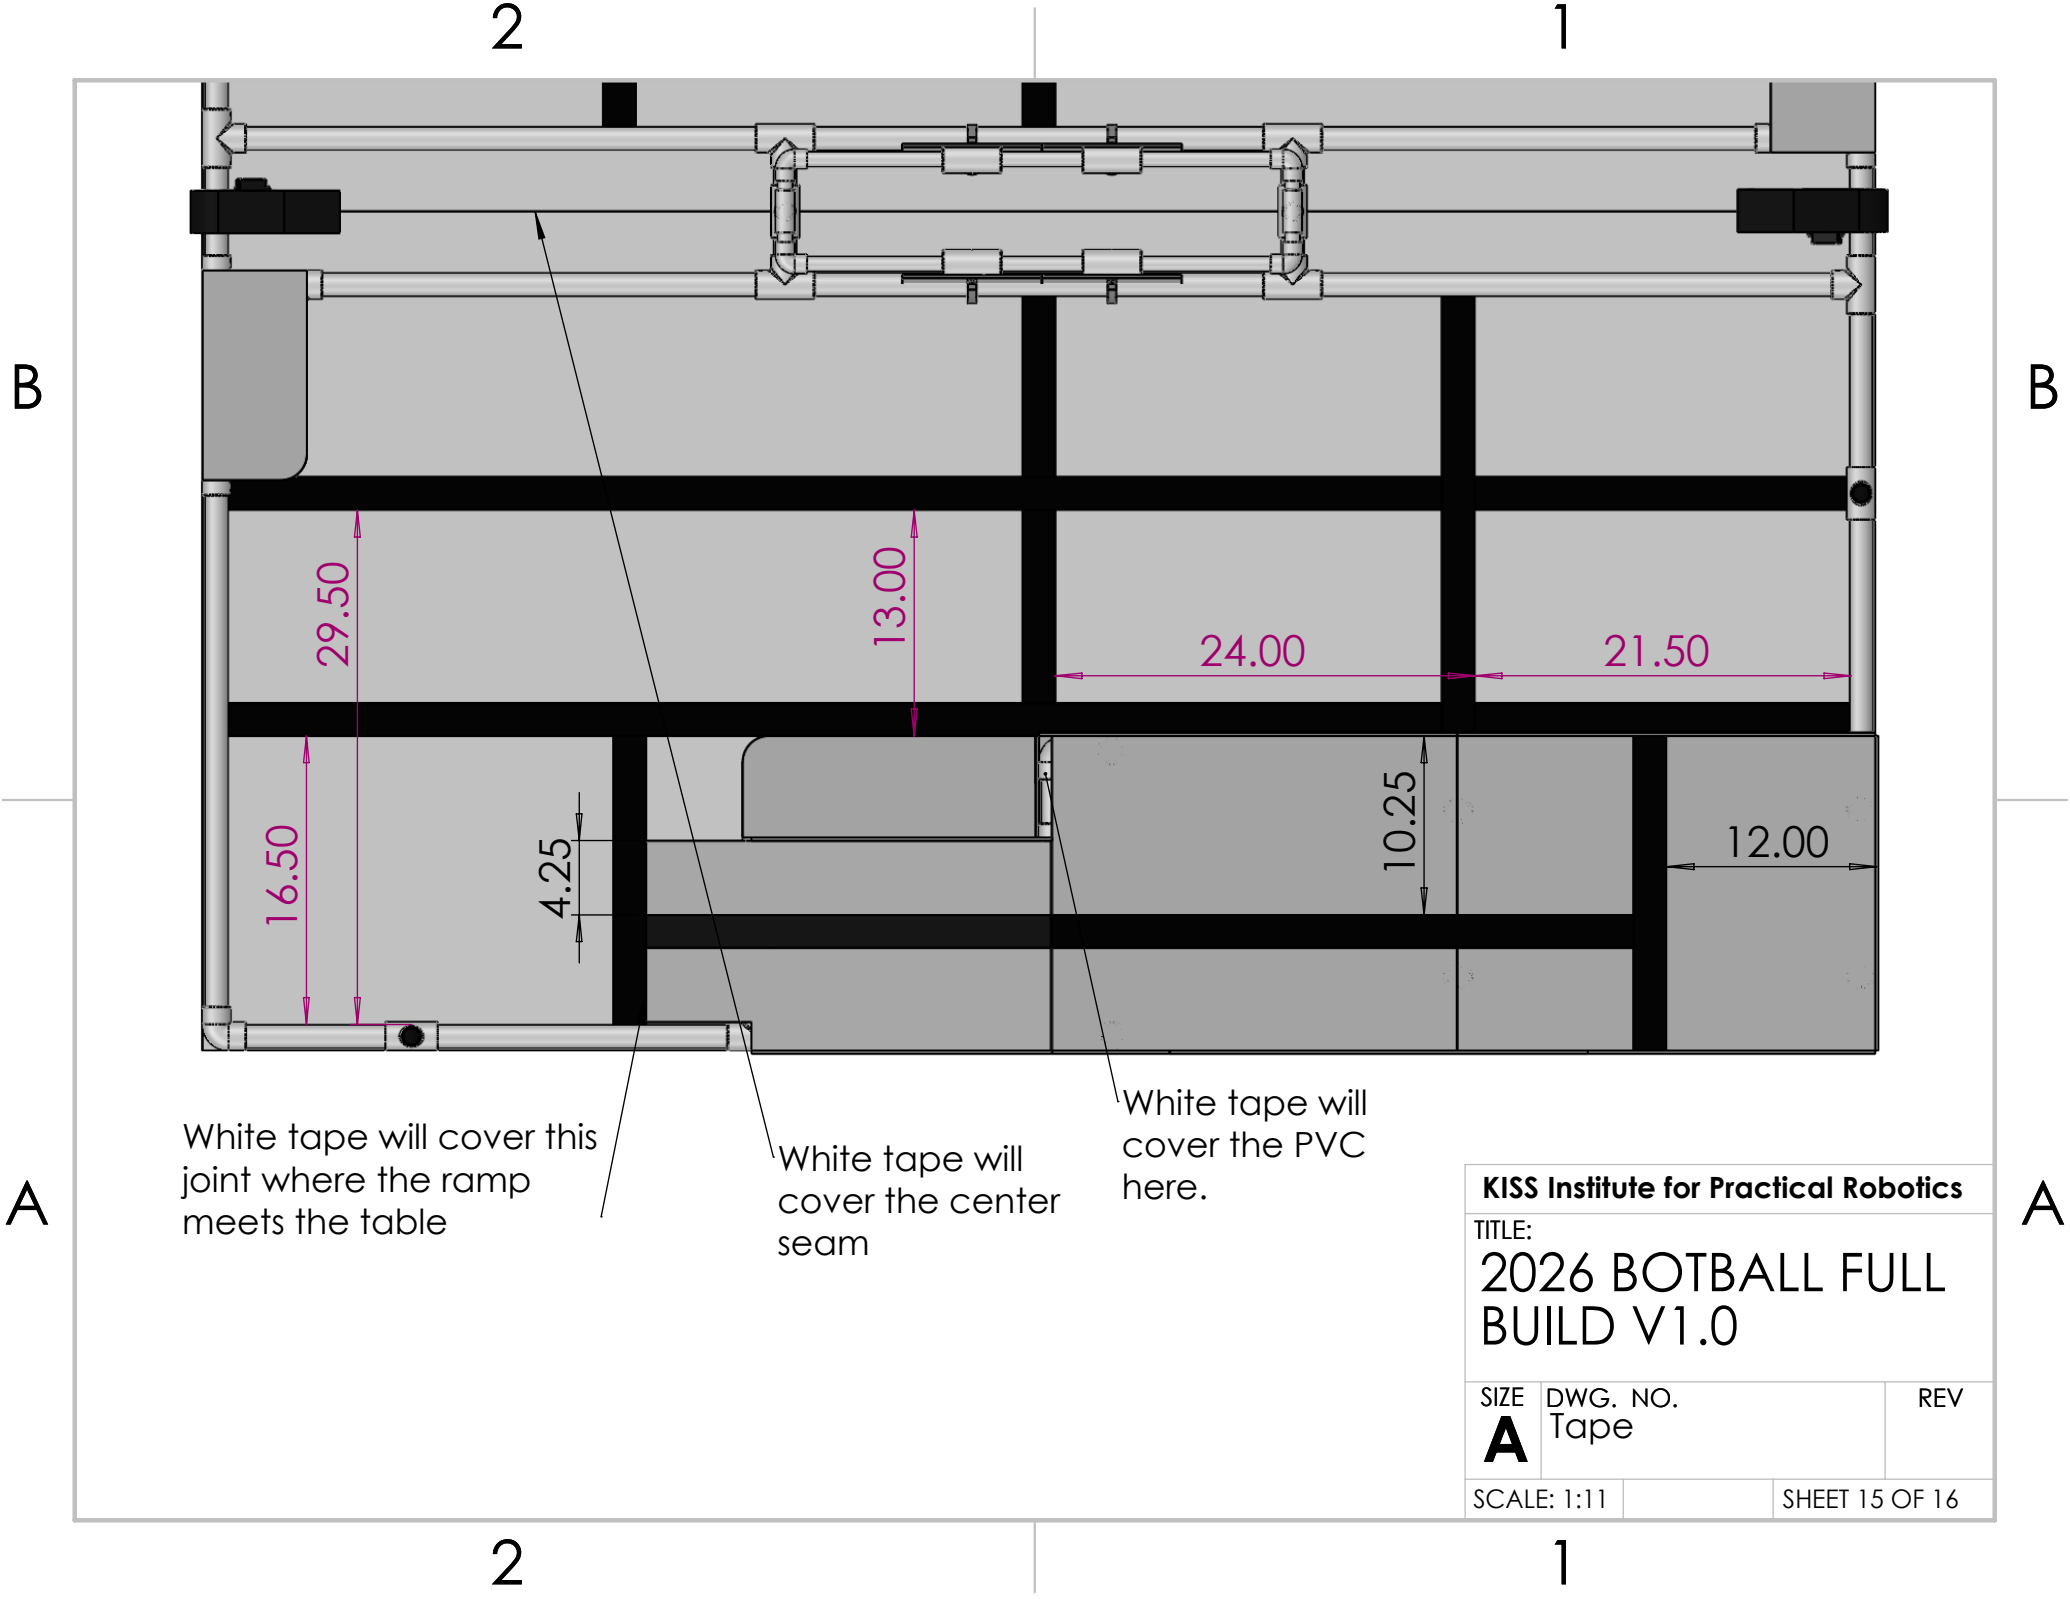 2 1
B B
29.50
13.00
24.00 21.50
16.50
4.25
10.25
12.00
White tape will cover this
joint where the ramp
meets the table
White tape will
cover the center
seam
White tape will
cover the PVC
here.
A A
KISS Institute for Practical Robotics
TITLE:
2026 BOTBALL FULL
BUILD V1.0
SIZE DWG. NO. REV
A Tape
SCALE: 1:11 SHEET 15 OF 16
2 1